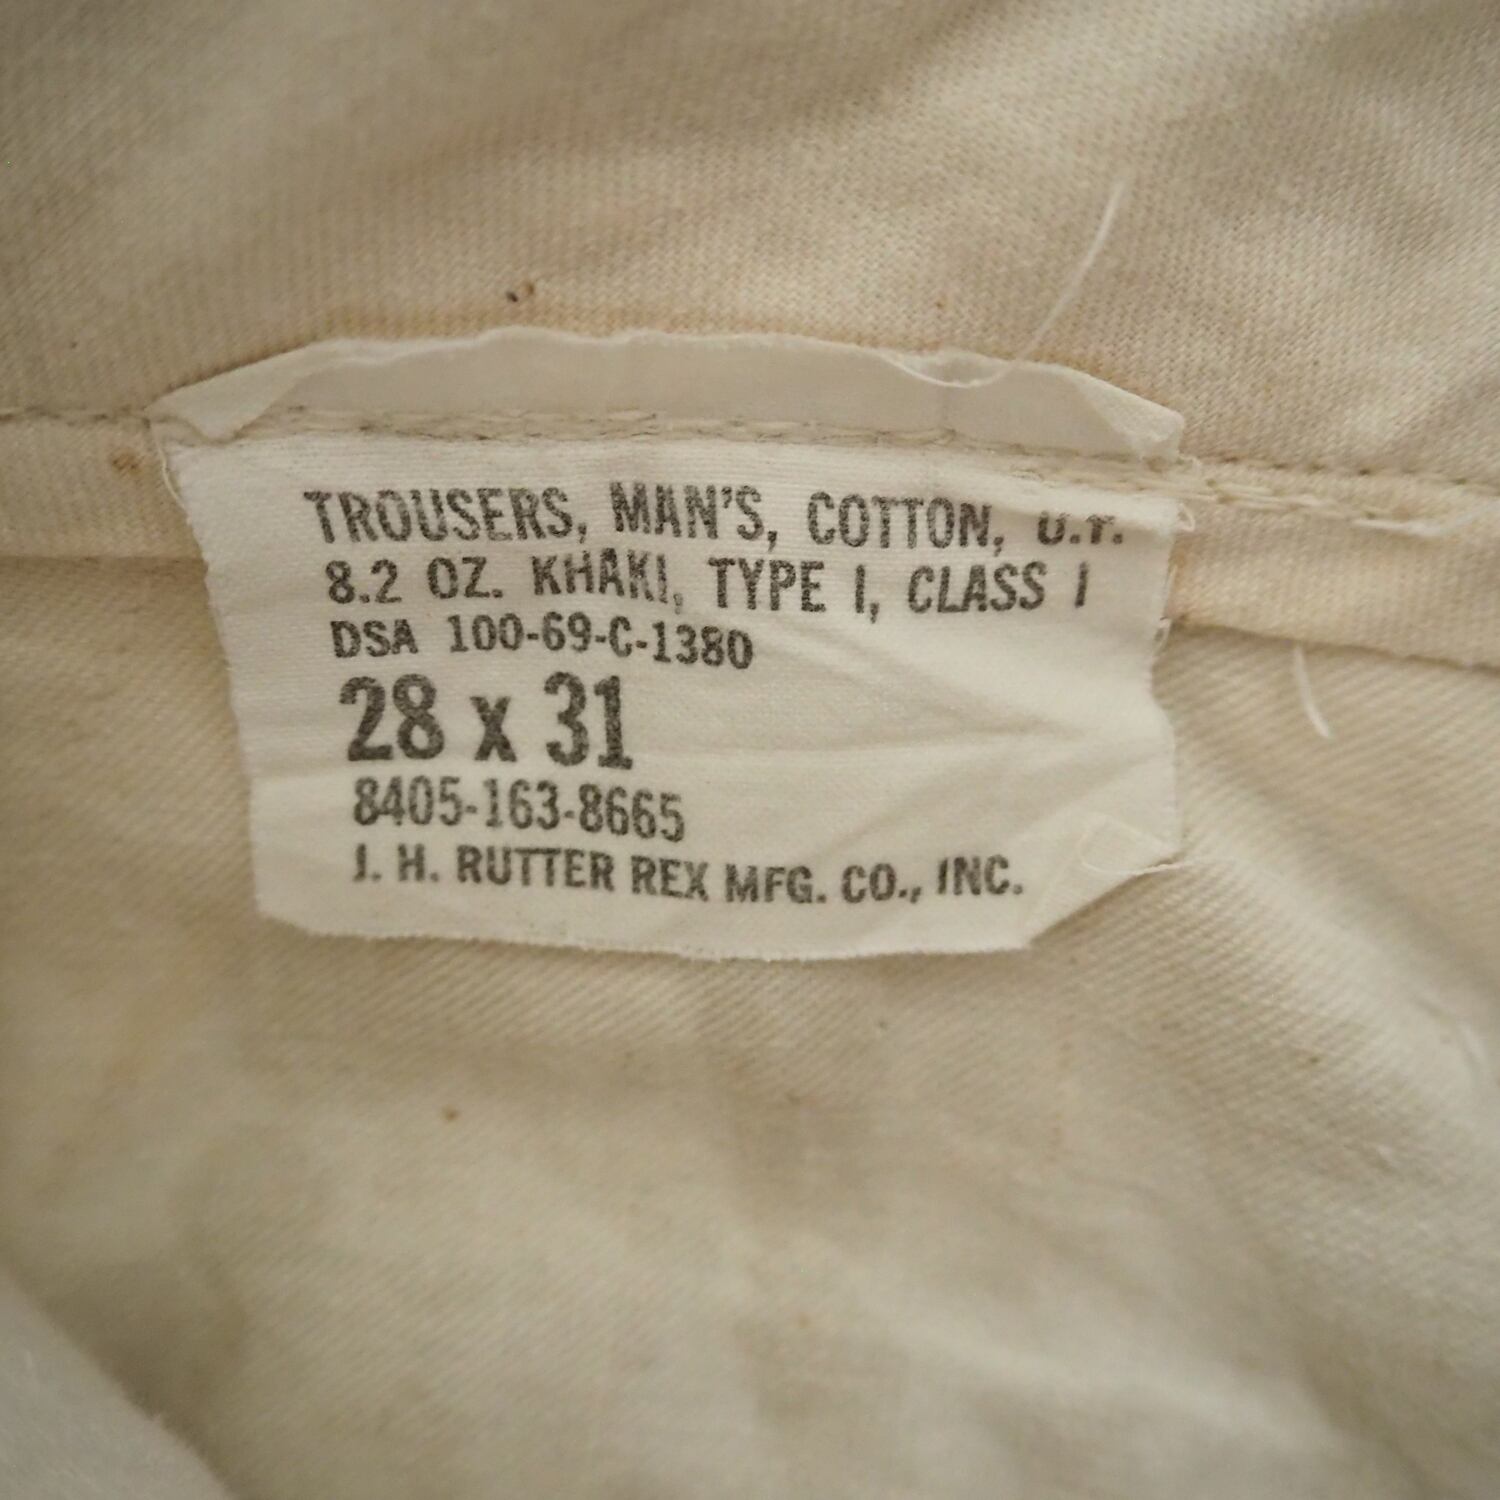 TROUSERS, MAN'S, COTTON, U.T.
8.2 OZ. KHAKI, TYPE I, CLASS I
DSA 100-69-C-1380
28 x 31
8405-163-8665
J. H. RUTTER REX MFG. CO., INC.